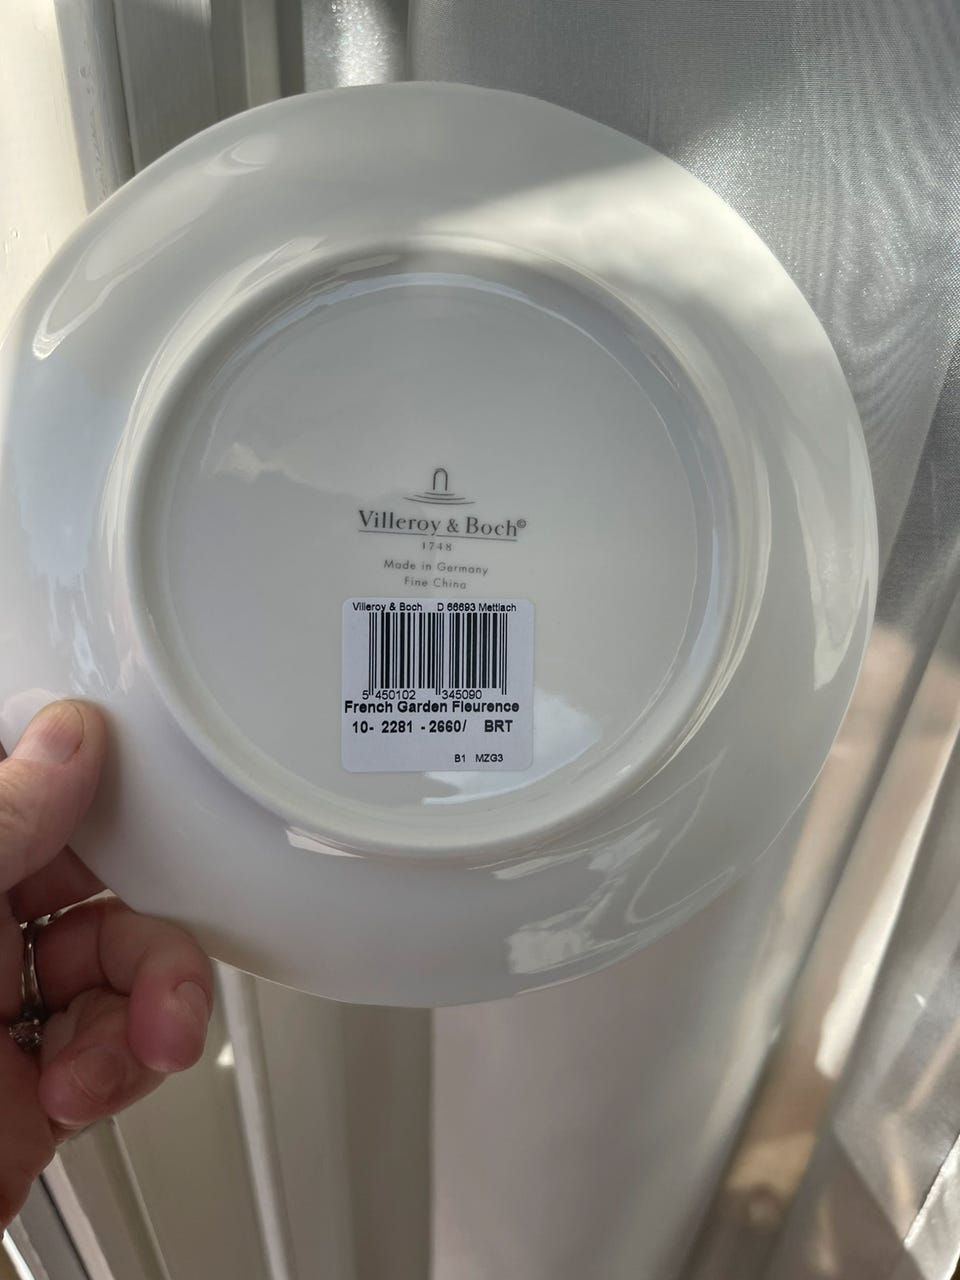 Villeroy & Boch©
1748
Made in Germany
Fine China
Villeroy & Boch D 66693 Mettlach
5 450102 345090
French Garden Fleurence
10- 2281 - 2660/ BRT
B1 MZG3